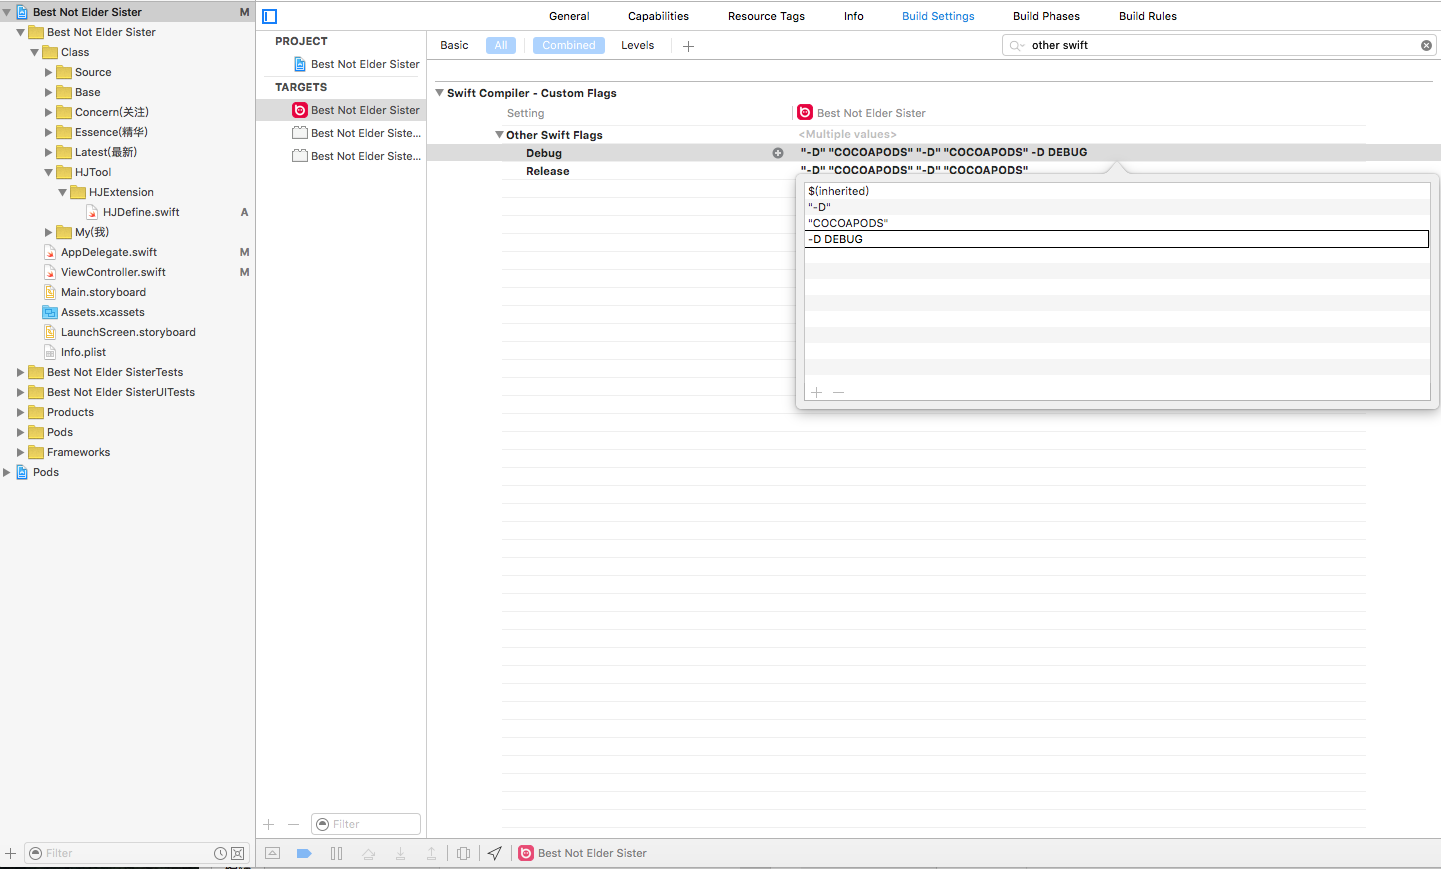 Best Not Elder Sister M
Best Not Elder Sister
Class
Source
Base
Concern(关注)
Essence(精华)
Latest(最新)
HJTool
HJExtension
HJDefine.swift A
My(我)
AppDelegate.swift M
ViewController.swift M
Main.storyboard
Assets.xcassets
LaunchScreen.storyboard
Info.plist
Best Not Elder SisterTests
Best Not Elder SisterUITests
Products
Pods
Frameworks
Pods
Filter
PROJECT
Best Not Elder Sister
TARGETS
Best Not Elder Sister
Best Not Elder Siste...
Best Not Elder Siste...
Filter
General Capabilities Resource Tags Info Build Settings Build Phases Build Rules
Basic All Combined Levels other swift
Swift Compiler - Custom Flags
Setting Best Not Elder Sister
Other Swift Flags <Multiple values>
Debug "-D" "COCOAPODS" "-D" "COCOAPODS" -D DEBUG
Release "-D" "COCOAPODS" "-D" "COCOAPODS"
$(inherited)
"-D"
"COCOAPODS"
-D DEBUG
Best Not Elder Sister